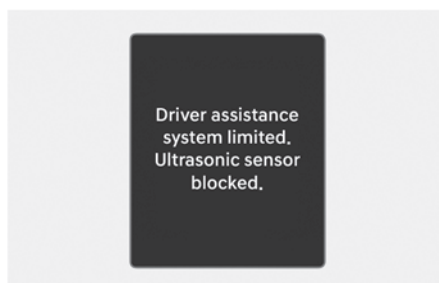 Driver assistance
system limited.
Ultrasonic sensor
blocked.